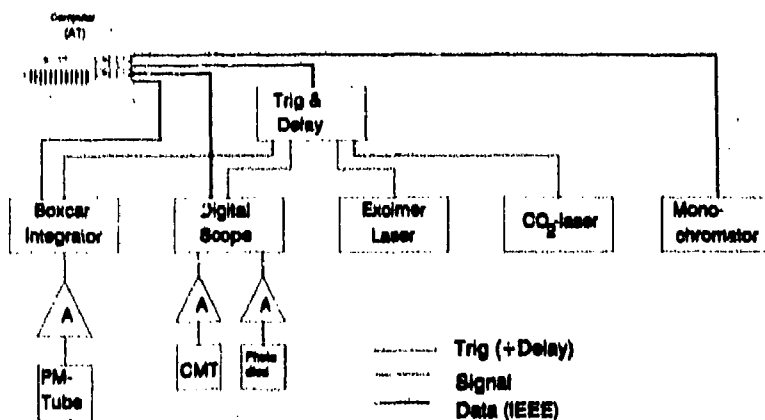 Computer
(AT)
Trig &
Delay
Boxcar
Integrator
Digital
Scope
Excimer
Laser
CO2-laser
Mono-
chromator
A
A
A
PM-
Tube
CMT
Photo
diod
Trig (+Delay)
Signal
Data (IEEE)